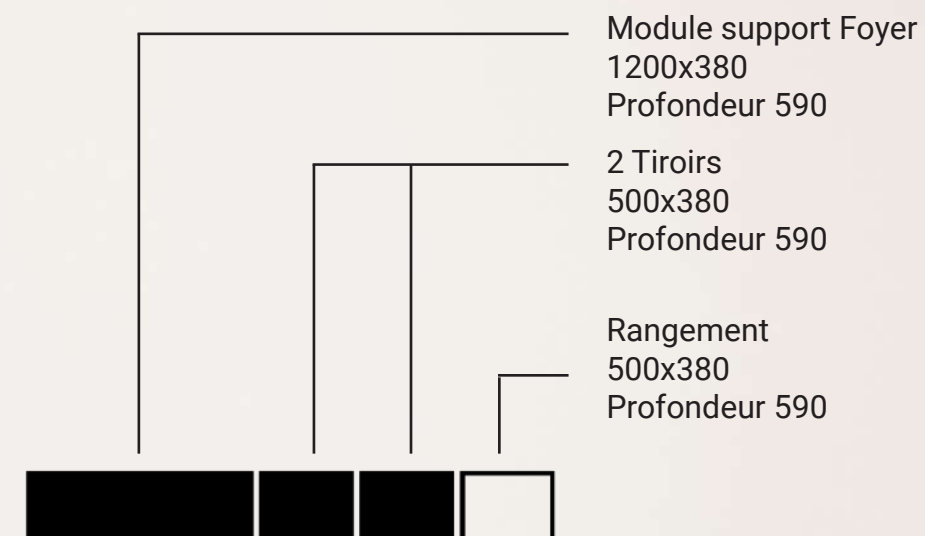 Module support Foyer
1200x380
Profondeur 590
2 Tiroirs
500x380
Profondeur 590
Rangement
500x380
Profondeur 590